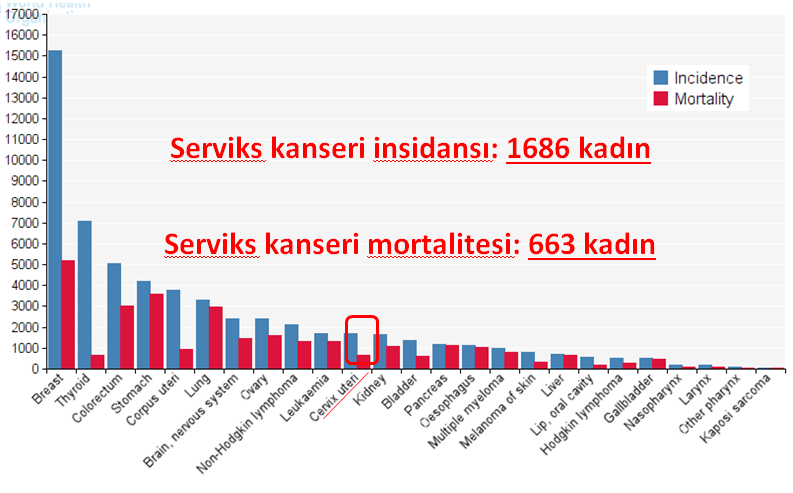 World Health
Organization
17000
16000
15000
14000
13000
12000
11000
10000
9000
8000
7000
6000
5000
4000
3000
2000
1000
0
Incidence
Mortality
Serviks kanseri insidansı: 1686 kadın
Serviks kanseri mortalitesi: 663 kadın
Breast
Thyroid
Colorectum
Stomach
Corpus uteri
Lung
Brain, nervous system
Ovary
Non-Hodgkin lymphoma
Leukaemia
Cervix uteri
Kidney
Bladder
Pancreas
Oesophagus
Multiple myeloma
Melanoma of skin
Liver
Lip, oral cavity
Hodgkin lymphoma
Gallbladder
Nasopharynx
Larynx
Other pharynx
Kaposi sarcoma